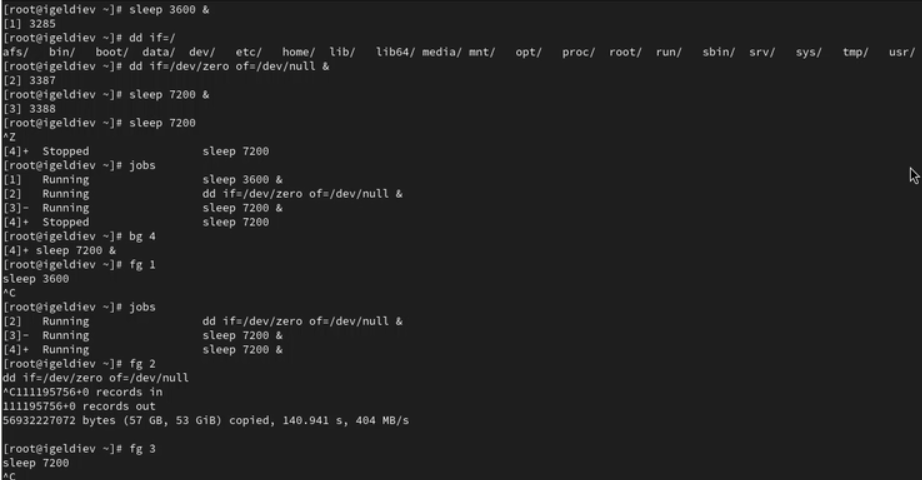 [root@igeldiev ~]# sleep 3600 &
[1] 3285
[root@igeldiev ~]# dd if=/
afs/   bin/   boot/  data/  dev/   etc/   home/  lib/   lib64/ media/ mnt/   opt/   proc/  root/  run/   sbin/  srv/   sys/   tmp/   usr/
[root@igeldiev ~]# dd if=/dev/zero of=/dev/null &
[2] 3387
[root@igeldiev ~]# sleep 7200 &
[3] 3388
[root@igeldiev ~]# sleep 7200
^Z
[4]+  Stopped                 sleep 7200
[root@igeldiev ~]# jobs
[1]   Running                 sleep 3600 &
[2]   Running                 dd if=/dev/zero of=/dev/null &
[3]-  Running                 sleep 7200 &
[4]+  Stopped                 sleep 7200
[root@igeldiev ~]# bg 4
[4]+ sleep 7200 &
[root@igeldiev ~]# fg 1
sleep 3600
^C
[root@igeldiev ~]# jobs
[2]   Running                 dd if=/dev/zero of=/dev/null &
[3]-  Running                 sleep 7200 &
[4]+  Running                 sleep 7200 &
[root@igeldiev ~]# fg 2
dd if=/dev/zero of=/dev/null
^C111195756+0 records in
111195756+0 records out
56932227072 bytes (57 GB, 53 GiB) copied, 140.941 s, 404 MB/s
[root@igeldiev ~]# fg 3
sleep 7200
^C